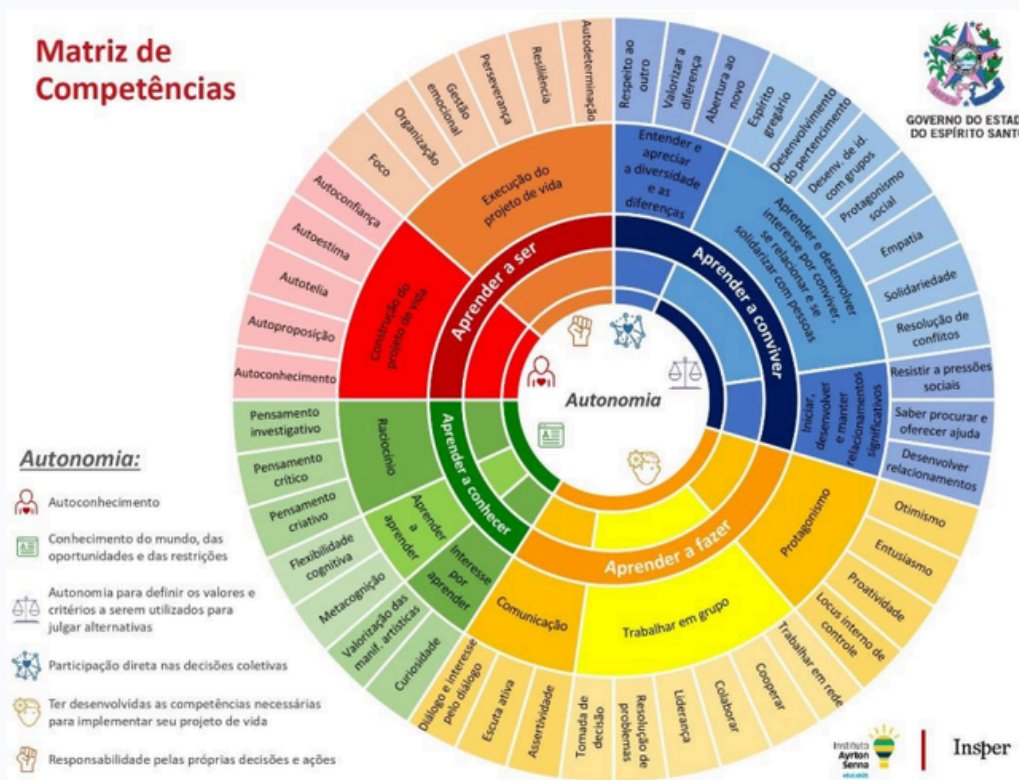 Matriz de
Competências
GOVERNO DO ESTADO
DO ESPÍRITO SANTO
Autodeterminação
Resiliência
Perseverança
Gestão
emocional
Organização
Foco
Autoconfiança
Autoestima
Autotelia
Autoproposição
Autoconhecimento
Execução do
projeto de vida
Construção do
projeto de vida
Aprender a ser
Respeito ao
outro
Valorizar a
diferença
Abertura ao
novo
Espírito
gregário
Desenvolvimento
do pertencimento
Desenv. de id.
com grupos
Protagonismo
social
Empatia
Solidariedade
Resolução de
conflitos
Resistir a pressões
sociais
Saber procurar e
oferecer ajuda
Desenvolver
relacionamentos
Entender e
apreciar
a diversidade
e as
diferenças
Aprender e desenvolver
interesse por conviver,
se relacionar e se
solidarizar com pessoas
Iniciar,
desenvolver
e manter
relacionamentos
significativos
Aprender a conviver
Autonomia
Pensamento
investigativo
Pensamento
crítico
Pensamento
criativo
Flexibilidade
cognitiva
Metacognição
Valorização das
manif. artísticas
Curiosidade
Raciocínio
Aprender
a
aprender
Interesse
por
aprender
Aprender a conhecer
Otimismo
Entusiasmo
Proatividade
Locus interno de
controle
Trabalhar em rede
Cooperar
Colaborar
Liderança
Resolução de
problemas
Tomada de
decisão
Assertividade
Escuta ativa
Diálogo e interesse
pelo diálogo
Protagonismo
Trabalhar em grupo
Comunicação
Aprender a fazer
Autonomia:
Autoconhecimento
Conhecimento do mundo, das
oportunidades e das restrições
Autonomia para definir os valores e
critérios a serem utilizados para
julgar alternativas
Participação direta nas decisões coletivas
Ter desenvolvidas as competências necessárias
para implementar seu projeto de vida
Responsabilidade pelas próprias decisões e ações
Instituto
Ayrton
Senna
Insper